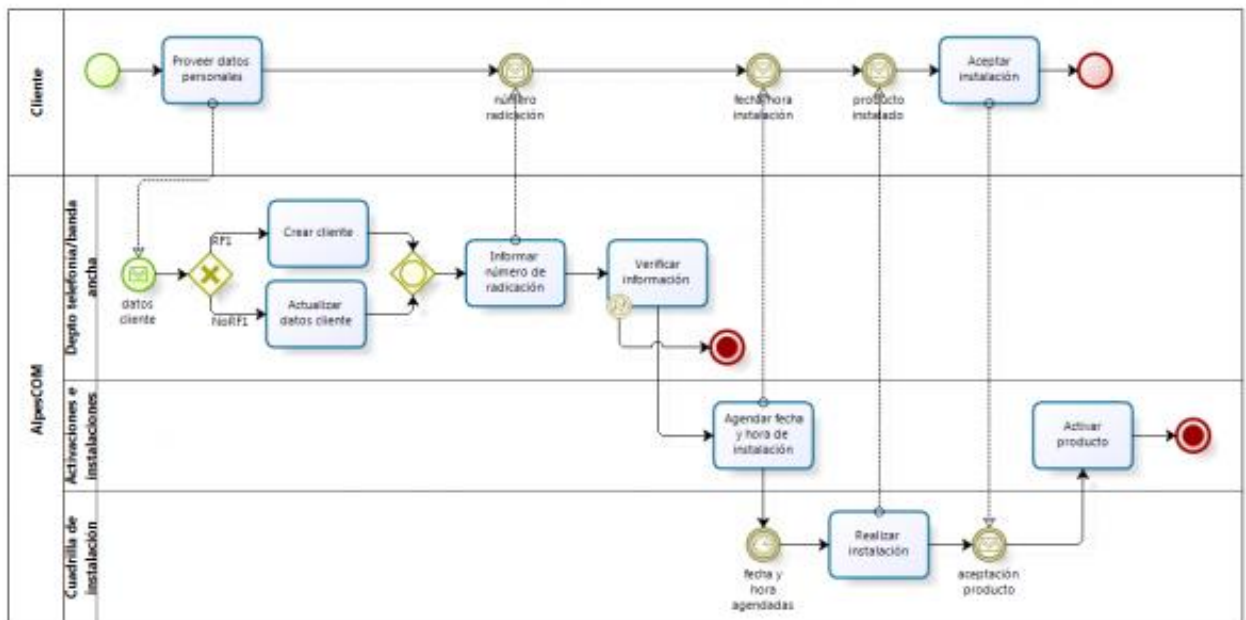 Cliente
Proveer datos
personales
número
radicación
fecha/hora
instalación
producto
instalado
Aceptar
instalación
AlpesCOM
Depto telefonía/banda
ancha
datos
cliente
RF1
NoRF1
Crear cliente
Actualizar
datos cliente
Informar
número de
radicación
Verificar
información
Activaciones e
instalaciones
Agendar fecha
y hora de
instalación
Activar
producto
Cuadrilla de
instalación
fecha y
hora
agendadas
Realizar
instalación
aceptación
producto